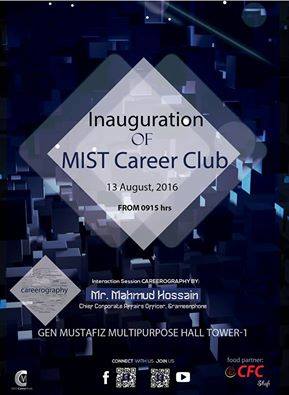 Inauguration
OF
MIST Career Club
13 August, 2016
FROM 0915 hrs
careerography
Interaction Session CAREEROGRAPHY BY:
Mr. Mahmud Hossain
Chief Corporate Affairs Officer, Grameenphone
GEN MUSTAFIZ MULTIPURPOSE HALL TOWER-1
CONNECT WITH US JOIN US
food partner:
CFC